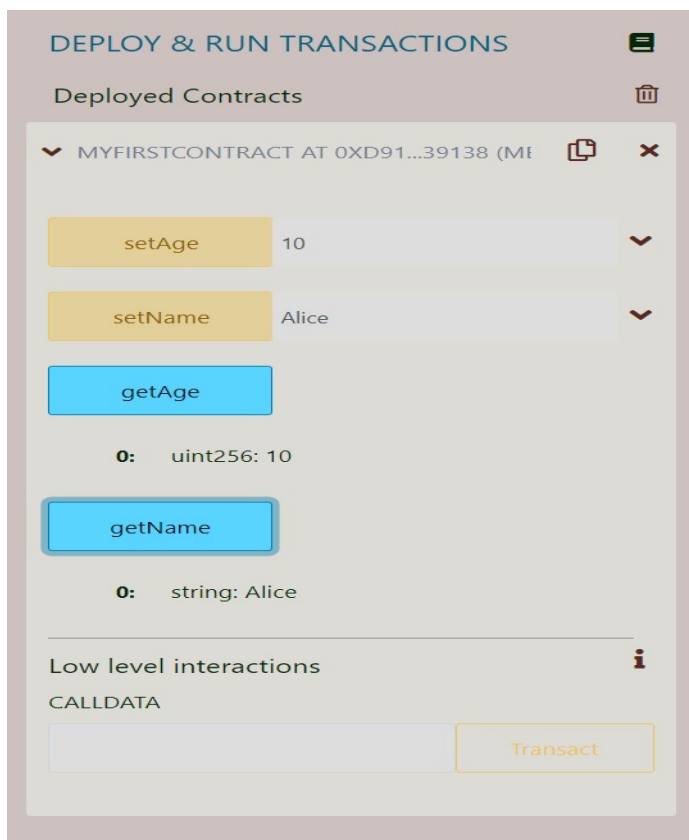 DEPLOY & RUN TRANSACTIONS
Deployed Contracts
MYFIRSTCONTRACT AT 0XD91...39138 (ME
setAge 10
setName Alice
getAge
0: uint256: 10
getName
0: string: Alice
Low level interactions
CALLDATA
Transact